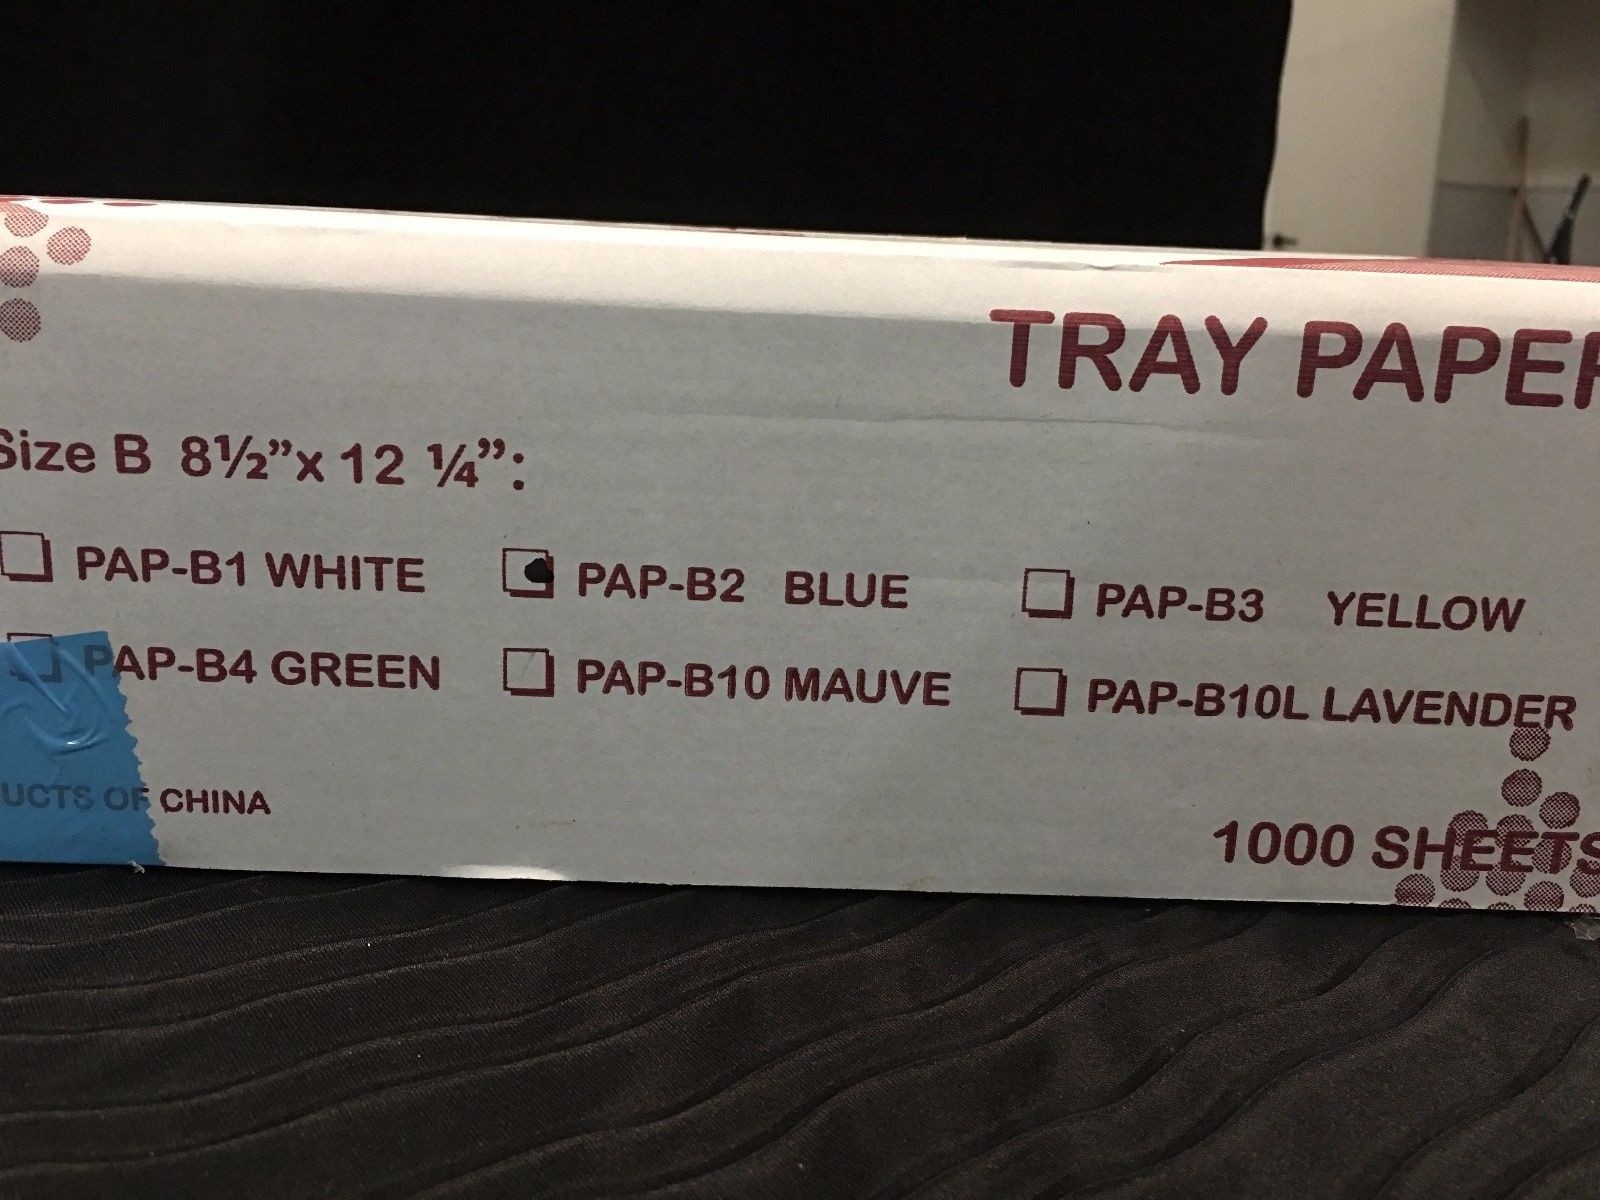 TRAY PAPER
Size B 8½”x 12 ¼”:
PAP-B1 WHITE PAP-B2 BLUE PAP-B3 YELLOW
PAP-B4 GREEN PAP-B10 MAUVE PAP-B10L LAVENDER
UCTS OF CHINA
1000 SHEETS